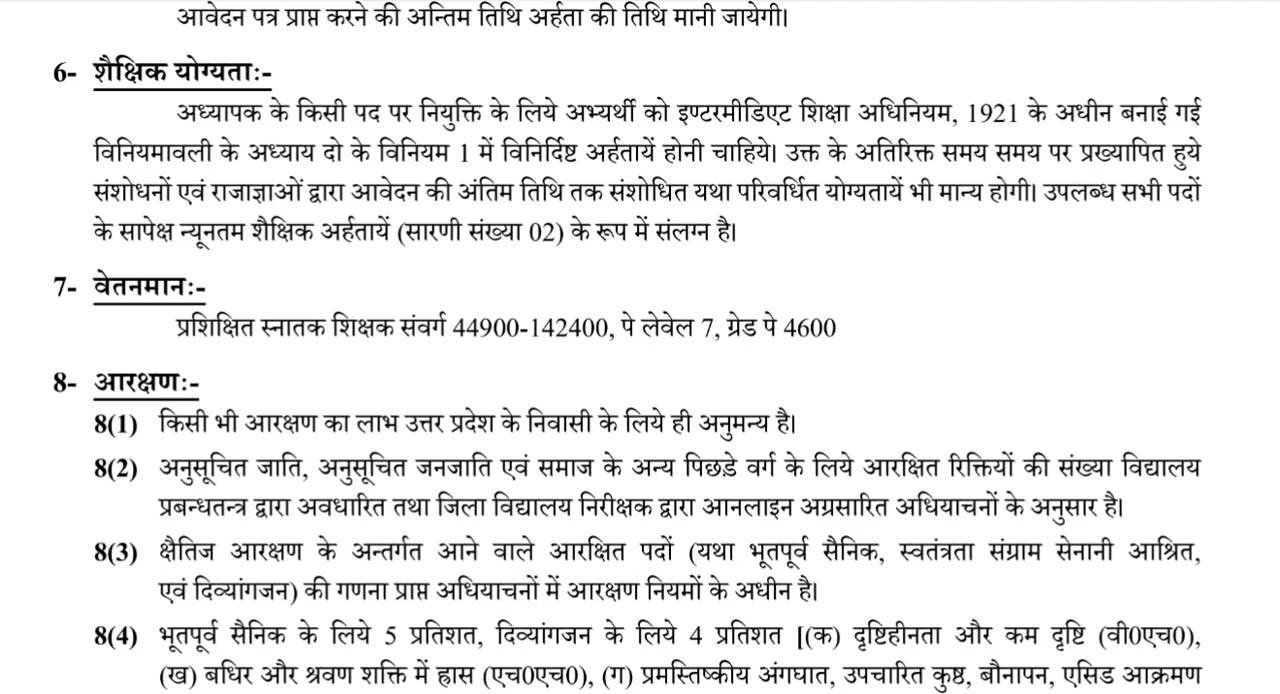 आवेदन पत्र प्राप्त करने की अन्तिम तिथि अर्हता की तिथि मानी जायेगी।
6- शैक्षिक योग्यताः-
अध्यापक के किसी पद पर नियुक्ति के लिये अभ्यर्थी को इण्टरमीडिएट शिक्षा अधिनियम, 1921 के अधीन बनाई गई
विनियमावली के अध्याय दो के विनियम 1 में विनिर्दिष्ट अर्हतायें होनी चाहिये। उक्त के अतिरिक्त समय समय पर प्रख्यापित हुये
संशोधनों एवं राजाज्ञाओं द्वारा आवेदन की अंतिम तिथि तक संशोधित यथा परिवर्धित योग्यतायें भी मान्य होगी। उपलब्ध सभी पदों
के सापेक्ष न्यूनतम शैक्षिक अर्हतायें (सारणी संख्या 02) के रूप में संलग्न है।
7- वेतनमानः-
प्रशिक्षित स्नातक शिक्षक संवर्ग 44900-142400, पे लेवेल 7, ग्रेड पे 4600
8- आरक्षणः-
8(1) किसी भी आरक्षण का लाभ उत्तर प्रदेश के निवासी के लिये ही अनुमन्य है।
8(2) अनुसूचित जाति, अनुसूचित जनजाति एवं समाज के अन्य पिछड़े वर्ग के लिये आरक्षित रिक्तियों की संख्या विद्यालय
प्रबन्धतन्त्र द्वारा अवधारित तथा जिला विद्यालय निरीक्षक द्वारा आनलाइन अग्रसारित अधियाचनों के अनुसार है।
8(3) क्षैतिज आरक्षण के अन्तर्गत आने वाले आरक्षित पदों (यथा भूतपूर्व सैनिक, स्वतंत्रता संग्राम सेनानी आश्रित,
एवं दिव्यांगजन) की गणना प्राप्त अधियाचनों में आरक्षण नियमों के अधीन है।
8(4) भूतपूर्व सैनिक के लिये 5 प्रतिशत, दिव्यांगजन के लिये 4 प्रतिशत [(क) दृष्टिहीनता और कम दृष्टि (वी0एच0),
(ख) बधिर और श्रवण शक्ति में ह्रास (एच0एच0), (ग) प्रमस्तिष्कीय अंगघात, उपचारित कुष्ठ, बौनापन, एसिड आक्रमण